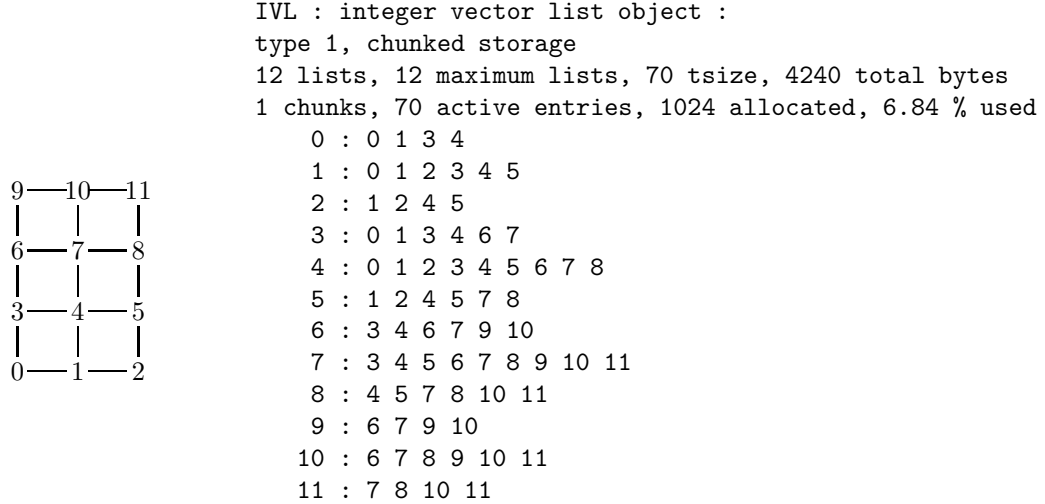 IVL : integer vector list object :
type 1, chunked storage
12 lists, 12 maximum lists, 70 tsize, 4240 total bytes
1 chunks, 70 active entries, 1024 allocated, 6.84 % used
0 : 0 1 3 4
1 : 0 1 2 3 4 5
2 : 1 2 4 5
3 : 0 1 3 4 6 7
4 : 0 1 2 3 4 5 6 7 8
5 : 1 2 4 5 7 8
6 : 3 4 6 7 9 10
7 : 3 4 5 6 7 8 9 10 11
8 : 4 5 7 8 10 11
9 : 6 7 9 10
10 : 6 7 8 9 10 11
11 : 7 8 10 11
9 10 11
6 7 8
3 4 5
0 1 2